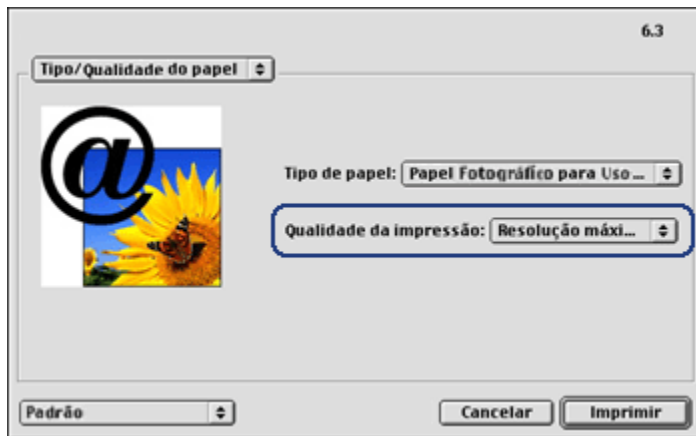 6.3
Tipo/Qualidade do papel
@
Tipo de papel: Papel Fotográfico para Uso ...
Qualidade da impressão: Resolução máxi...
Padrão
Cancelar Imprimir